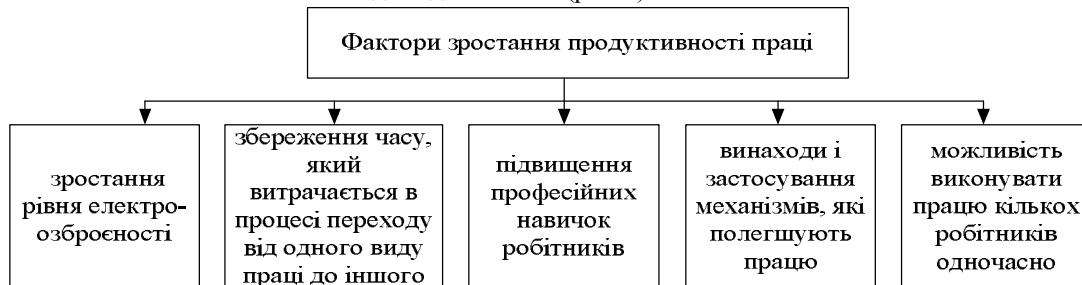 Фактори зростання продуктивності праці
зростання
рівня електро-
озброєності
збереження часу,
який
витрачається в
процесі переходу
від одного виду
праці до іншого
підвищення
професійних
навичок
робітників
винаходи і
застосування
механізмів, які
полегшують
працю
можливість
виконувати
працю кількох
робітників
одночасно